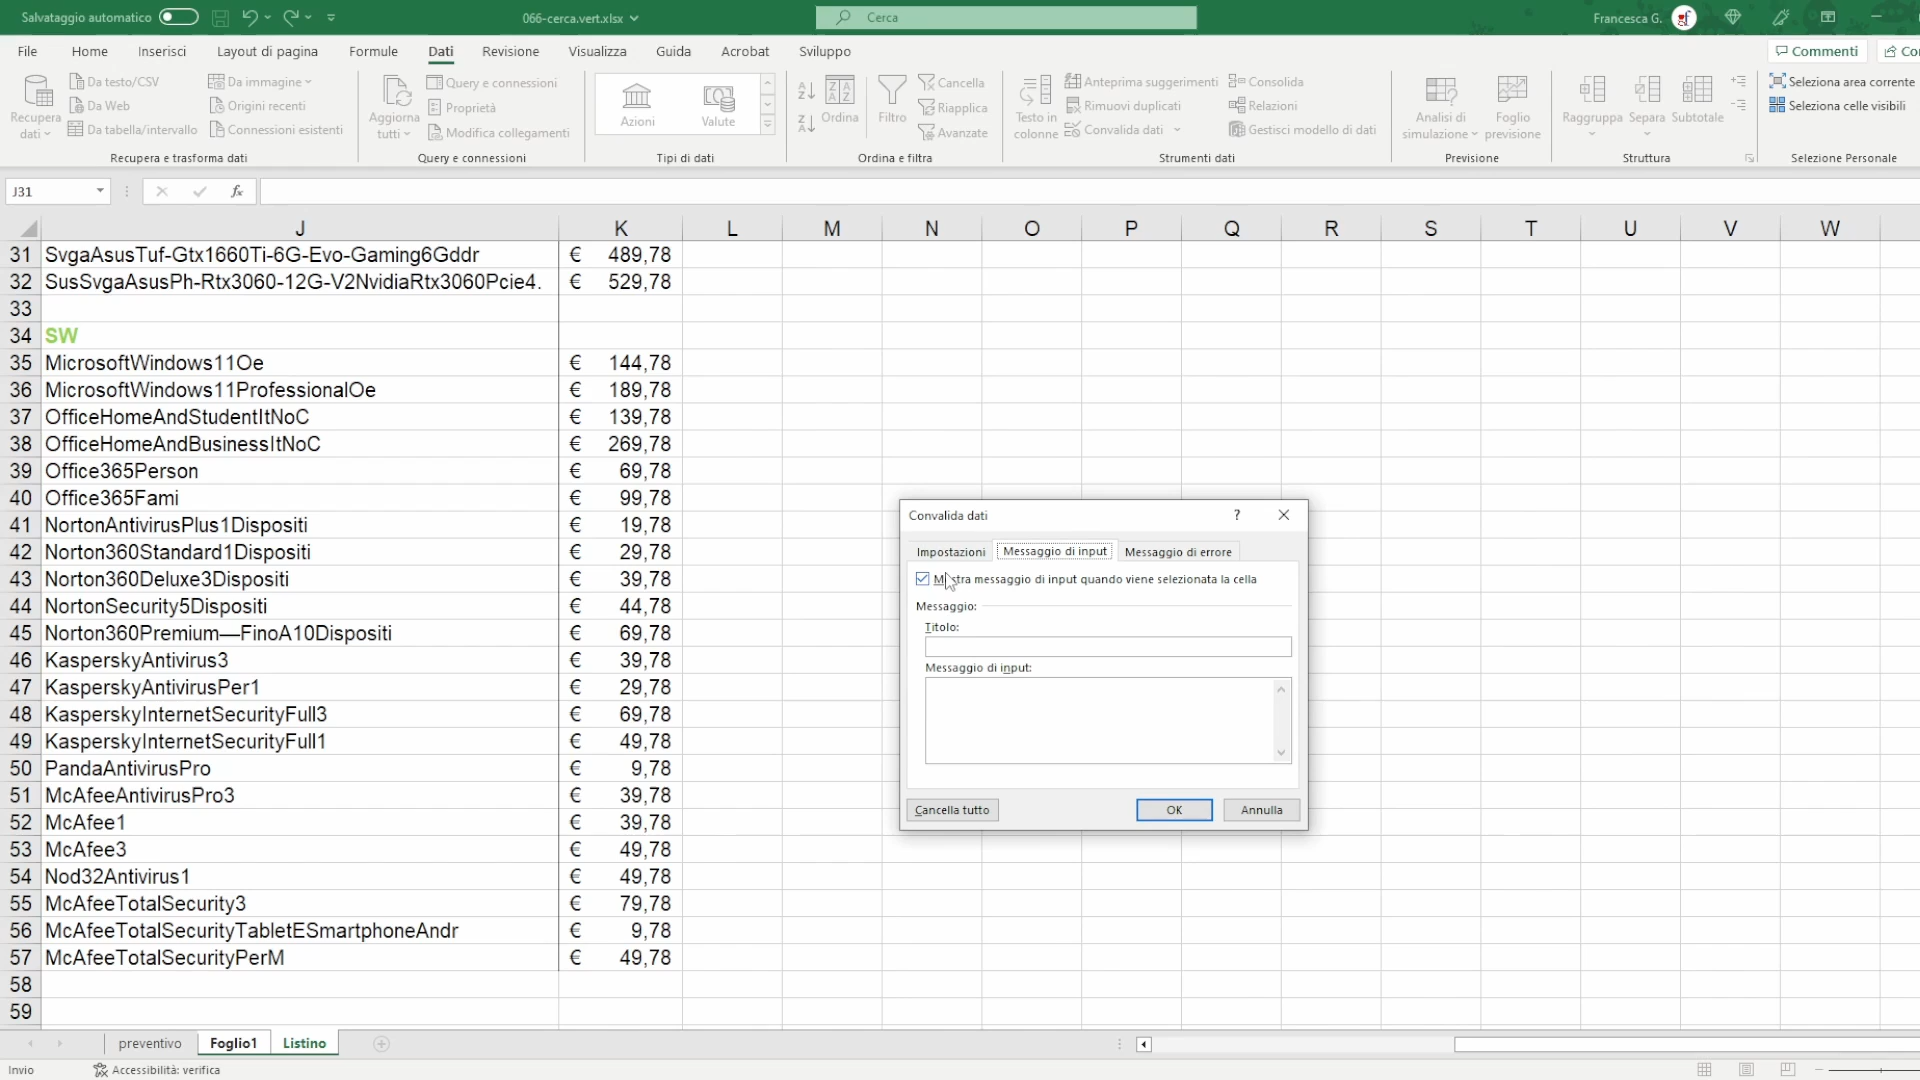 Salvataggio automatico
066-cerca.vert.xlsx
Cerca
Francesca G.
File Home Inserisci Layout di pagina Formule Dati Revisione Visualizza Guida Acrobat Sviluppo
Commenti
Recupera dati
Da testo/CSV
Da Web
Da tabella/intervallo
Da immagine
Origini recenti
Connessioni esistenti
Recupera e trasforma dati
Aggiorna tutti
Query e connessioni
Proprietà
Modifica collegamenti
Query e connessioni
Azioni
Valute
Tipi di dati
Ordina
Filtro
Cancella
Riapplica
Avanzate
Ordina e filtra
Testo in colonne
Anteprima suggerimenti
Rimuovi duplicati
Convalida dati
Consolida
Relazioni
Gestisci modello di dati
Strumenti dati
Analisi di simulazione
Foglio previsione
Previsione
Raggruppa
Separa
Subtotale
Struttura
Seleziona area corrente
Seleziona celle visibili
Selezione Personale
J31
fx
J K L M N O P Q R S T U V W
31 SvgaAsusTuf-Gtx1660Ti-6G-Evo-Gaming6Gddr € 489,78
32 SusSvgaAsusPh-Rtx3060-12G-V2NvidiaRtx3060Pcie4. € 529,78
33
34 SW
35 MicrosoftWindows11Oe € 144,78
36 MicrosoftWindows11ProfessionalOe € 189,78
37 OfficeHomeAndStudentItNoC € 139,78
38 OfficeHomeAndBusinessItNoC € 269,78
39 Office365Person € 69,78
40 Office365Fami € 99,78
41 NortonAntivirusPlus1Dispositi € 19,78
42 Norton360Standard1Dispositi € 29,78
43 Norton360Deluxe3Dispositi € 39,78
44 NortonSecurity5Dispositi € 44,78
45 Norton360Premium—FinoA10Dispositi € 69,78
46 KasperskyAntivirus3 € 39,78
47 KasperskyAntivirusPer1 € 29,78
48 KasperskyInternetSecurityFull3 € 69,78
49 KasperskyInternetSecurityFull1 € 49,78
50 PandaAntivirusPro € 9,78
51 McAfeeAntivirusPro3 € 39,78
52 McAfee1 € 39,78
53 McAfee3 € 49,78
54 Nod32Antivirus1 € 49,78
55 McAfeeTotalSecurity3 € 79,78
56 McAfeeTotalSecurityTabletESmartphoneAndr € 9,78
57 McAfeeTotalSecurityPerM € 49,78
58
59
Convalida dati ?
Impostazioni Messaggio di input Messaggio di errore
Mostra messaggio di input quando viene selezionata la cella
Messaggio:
Titolo:
Messaggio di input:
Cancella tutto OK Annulla
preventivo Foglio1 Listino
Invio
Accessibilità: verifica